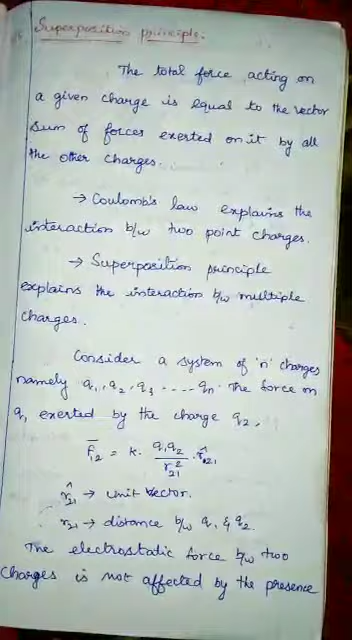 Superposition principle.
The total force acting on
a given charge is equal to the vector
sum of forces exerted on it by all
the other charges.
→ Coulomb's law explains the
interaction b/w two point charges.
→ Superposition principle
explains the interaction b/w multiple
charges.
Consider a system of 'n' charges
namely q₁, q₂, q₃ ..... qₙ. The force on
q₁ exerted by the charge q₂,
F̄₁₂ = k. q₁q₂/r²₂₁ . r̂₂₁
r̂₂₁ → unit vector.
r₂₁ → distance b/w q₁ & q₂.
The electrostatic force b/w two
charges is not affected by the presence